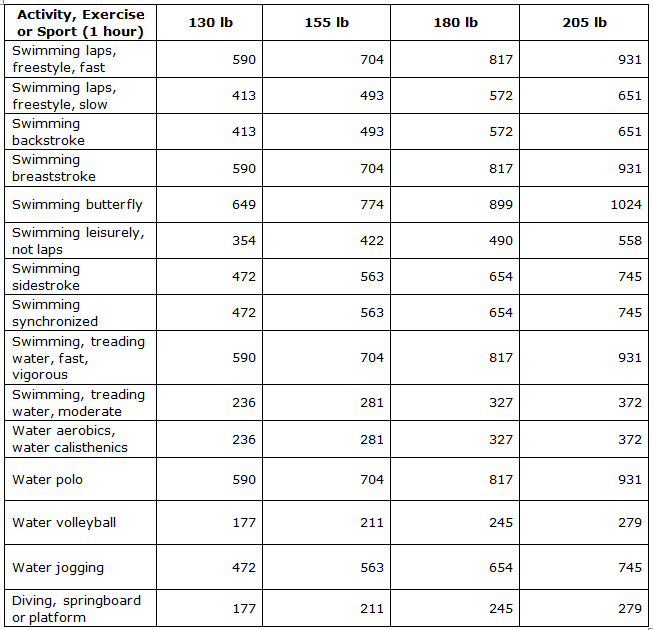 Activity, Exercise
or Sport (1 hour) 130 lb 155 lb 180 lb 205 lb
Swimming laps,
freestyle, fast 590 704 817 931
Swimming laps,
freestyle, slow 413 493 572 651
Swimming
backstroke 413 493 572 651
Swimming
breaststroke 590 704 817 931
Swimming butterfly 649 774 899 1024
Swimming leisurely,
not laps 354 422 490 558
Swimming
sidestroke 472 563 654 745
Swimming
synchronized 472 563 654 745
Swimming, treading
water, fast,
vigorous 590 704 817 931
Swimming, treading
water, moderate 236 281 327 372
Water aerobics,
water calisthenics 236 281 327 372
Water polo 590 704 817 931
Water volleyball 177 211 245 279
Water jogging 472 563 654 745
Diving, springboard
or platform 177 211 245 279